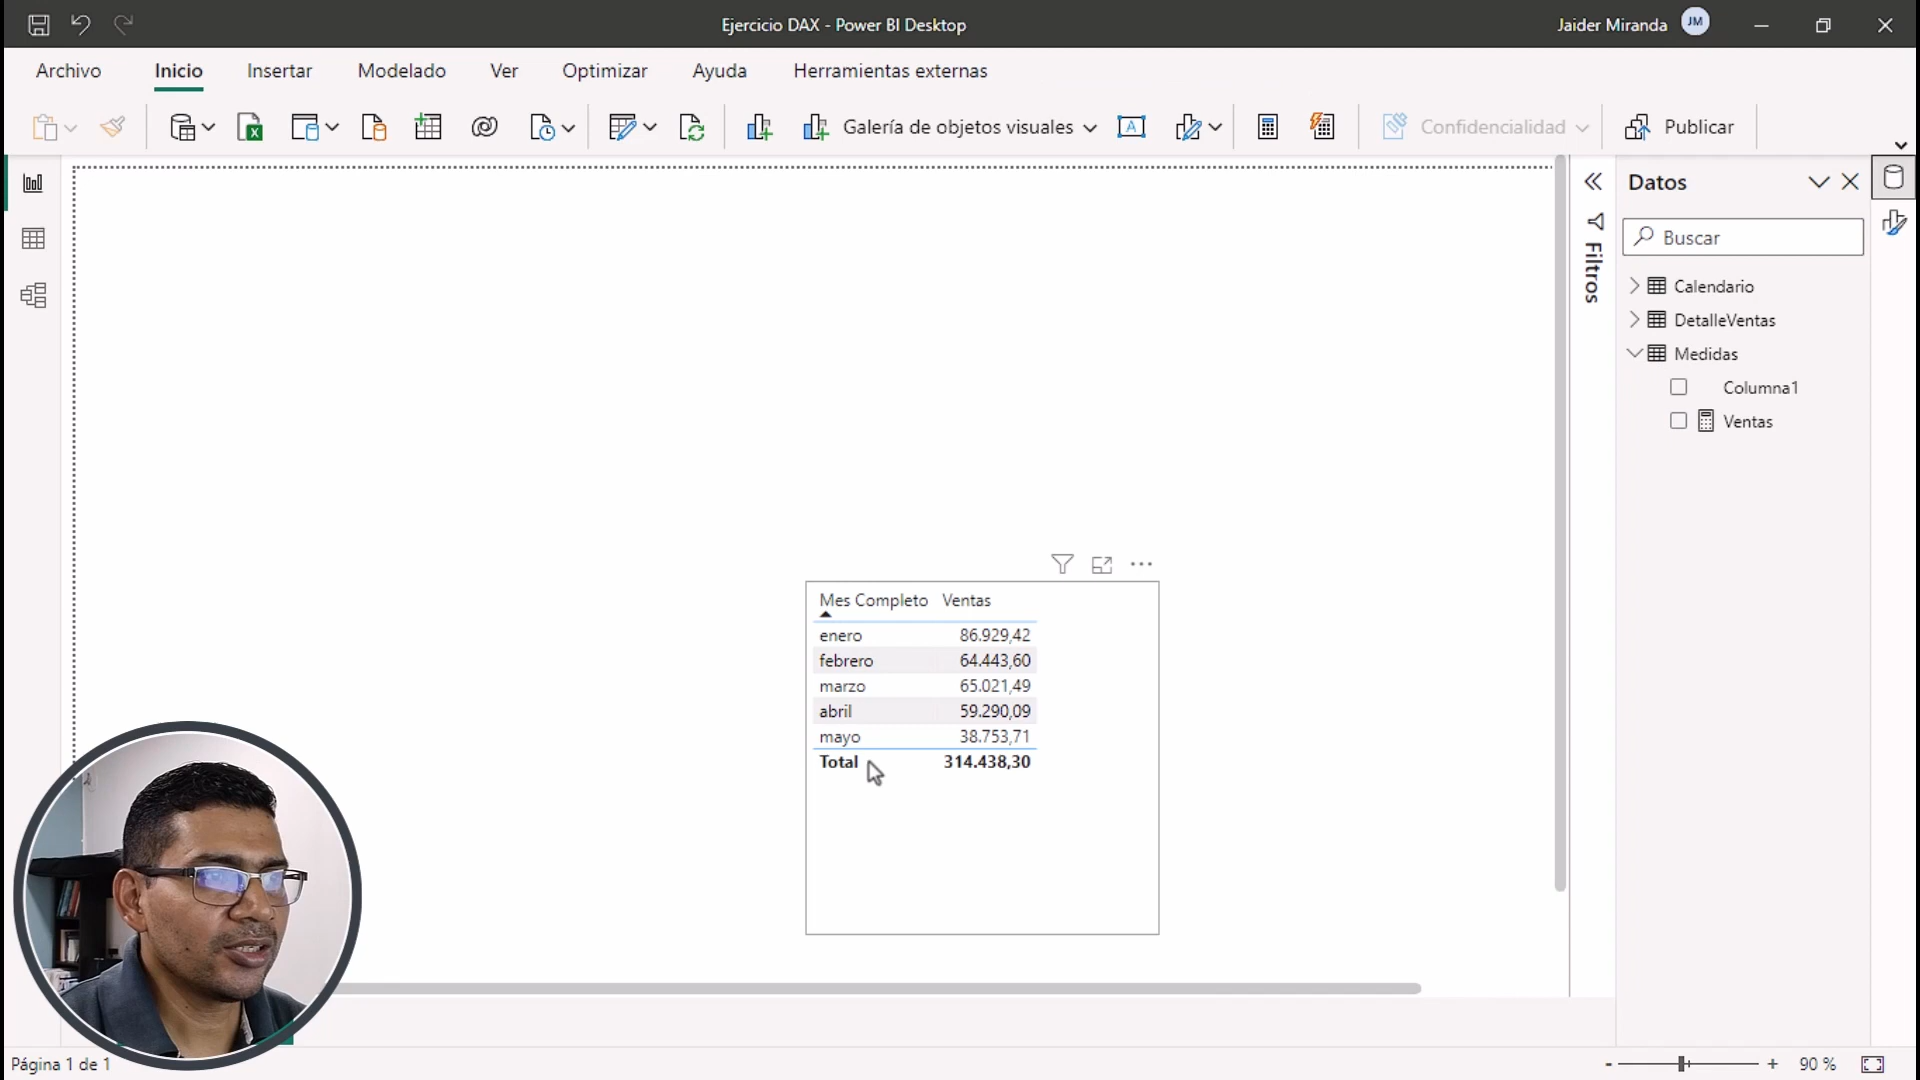 Ejercicio DAX - Power BI Desktop
Jaider Miranda
JM
Archivo
Inicio
Insertar
Modelado
Ver
Optimizar
Ayuda
Herramientas externas
Galería de objetos visuales
Confidencialidad
Publicar
Filtros
Datos
Buscar
Calendario
DetalleVentas
Medidas
Columna1
Ventas
Mes Completo Ventas
enero 86.929,42
febrero 64.443,60
marzo 65.021,49
abril 59.290,09
mayo 38.753,71
Total 314.438,30
Página 1 de 1
90 %